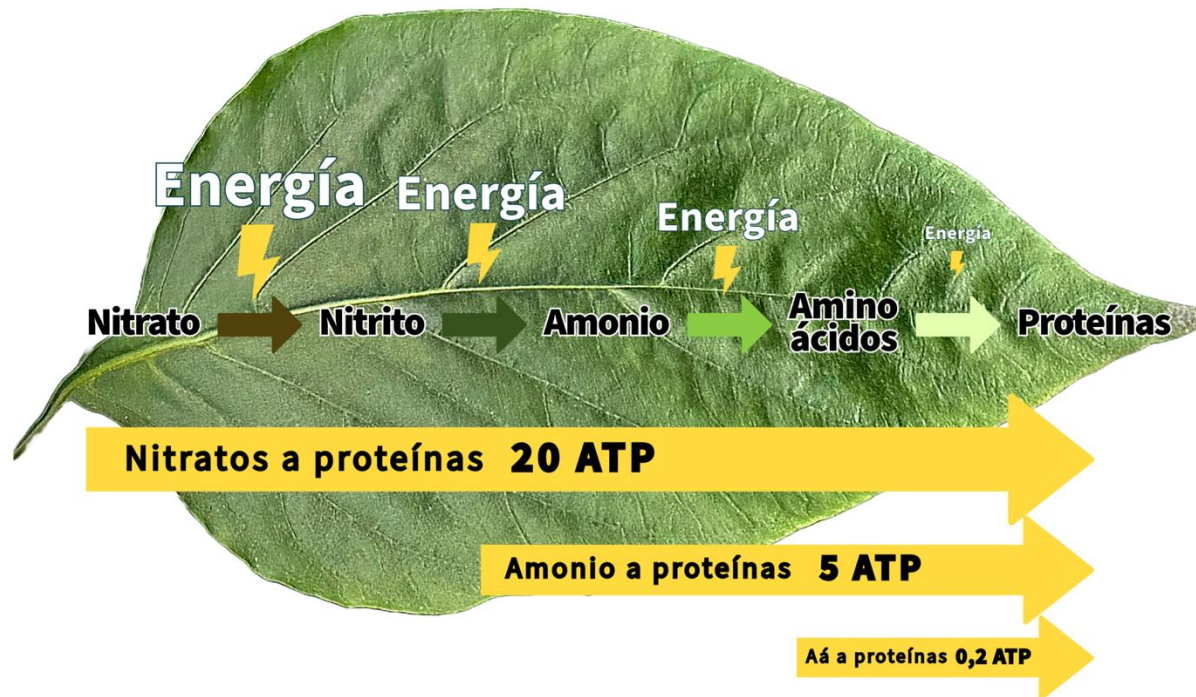 Energía
Energía
Energía
Energía
Nitrato
Nitrito
Amonio
Amino
ácidos
Proteínas
Nitratos a proteínas 20 ATP
Amonio a proteínas 5 ATP
Aá a proteínas 0,2 ATP